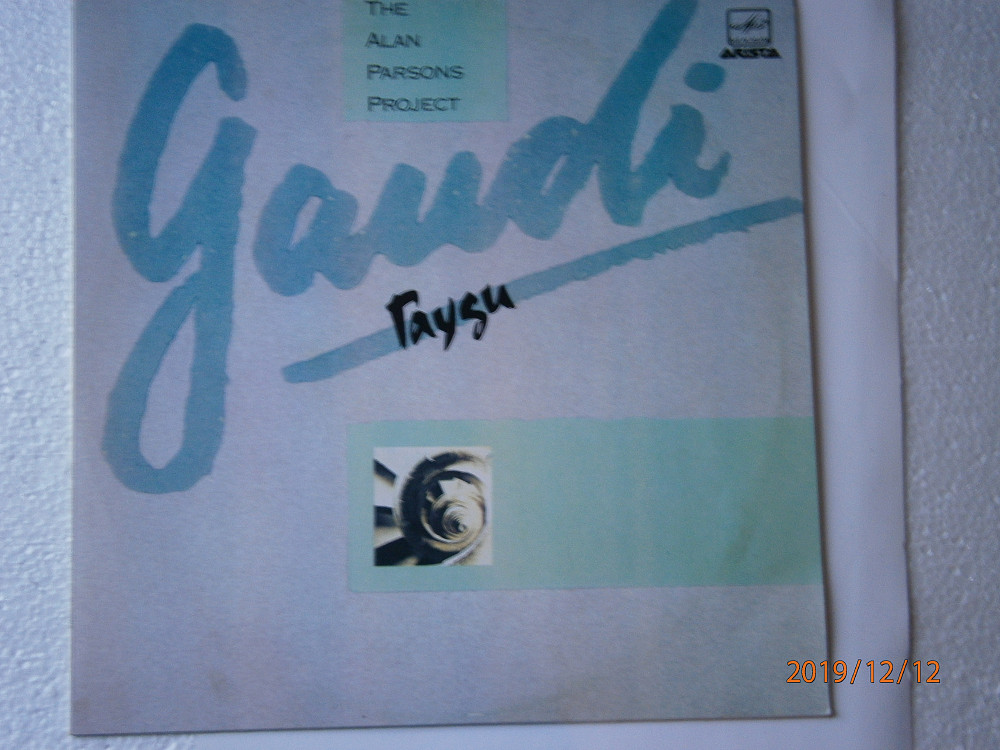 THE
ALAN
PARSONS
PROJECT
ARISTA
gaudi
Гауди
2019/12/12